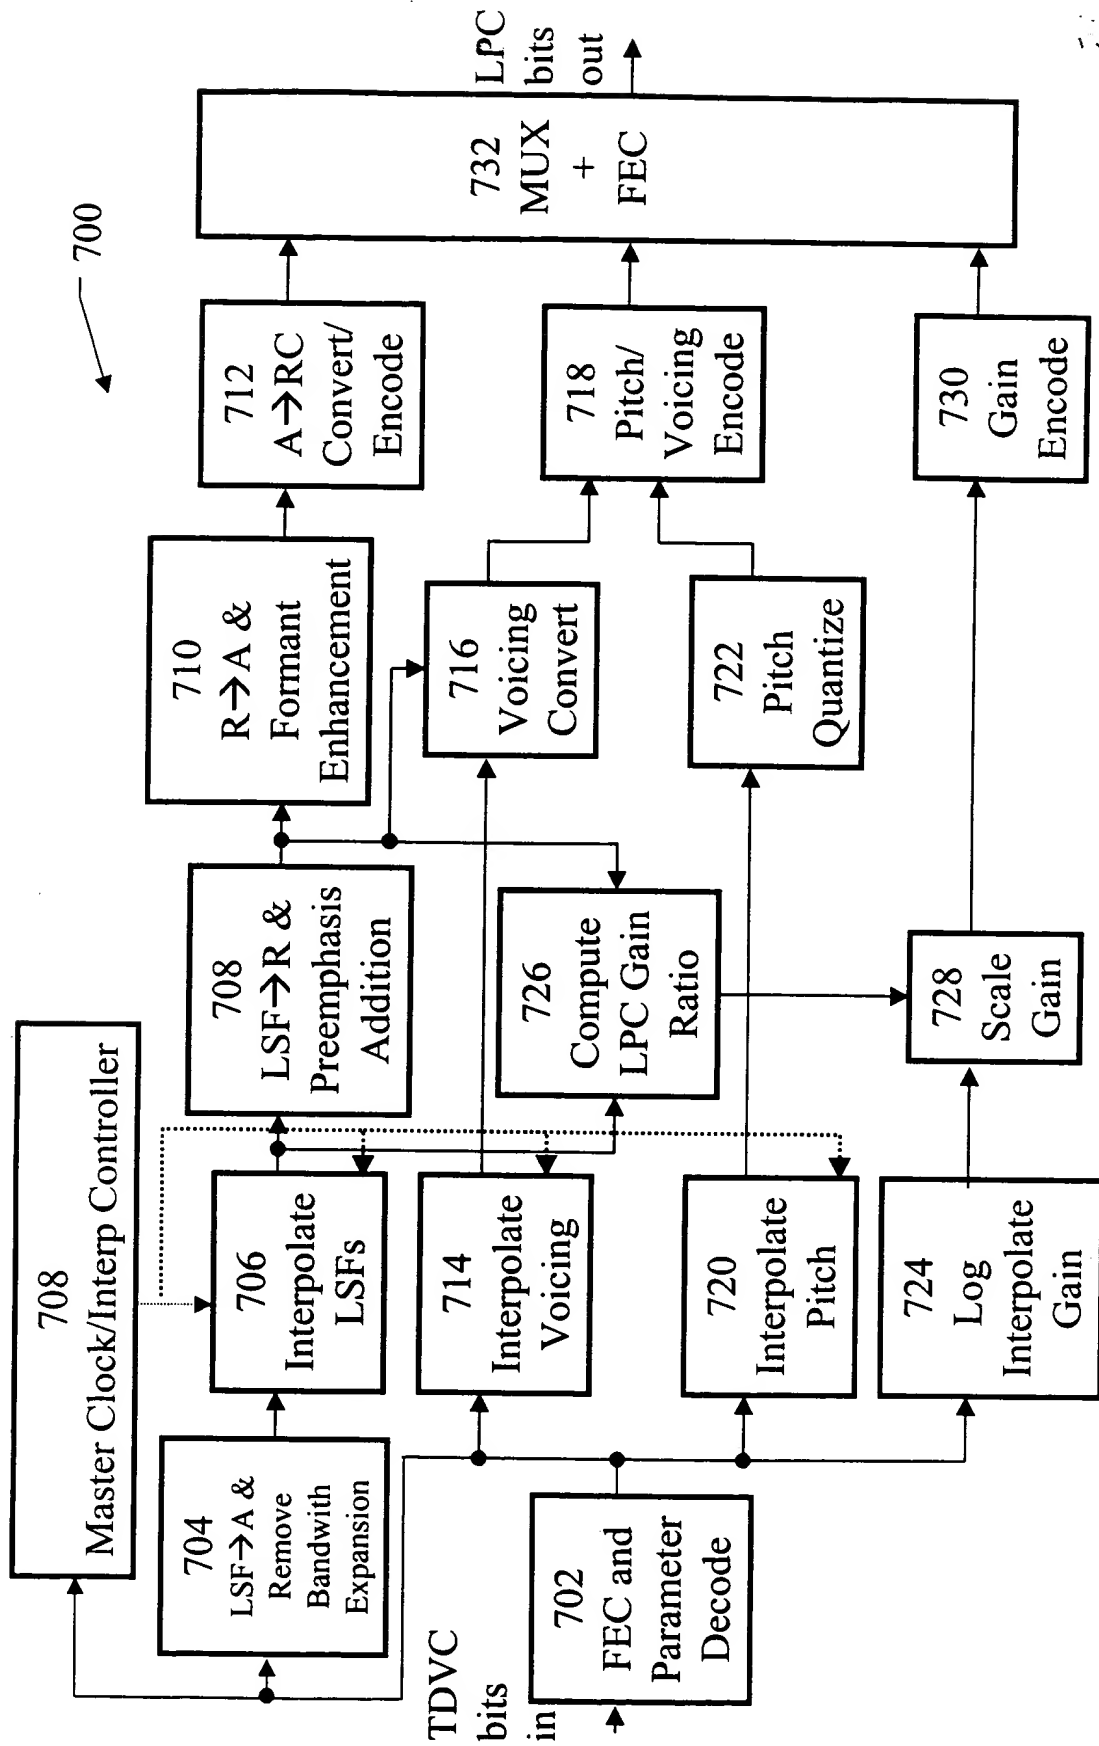 700
708
Master Clock/Interp Controller
704
LSF→A &
Remove
Bandwith
Expansion
706
Interpolate
LSFs
708
LSF→R &
Preemphasis
Addition
710
R→A &
Formant
Enhancement
712
A→RC
Convert/
Encode
714
Interpolate
Voicing
716
Voicing
Convert
718
Pitch/
Voicing
Encode
TDVC
bits
in
702
FEC and
Parameter
Decode
720
Interpolate
Pitch
722
Pitch
Quantize
724
Log
Interpolate
Gain
726
Compute
LPC Gain
Ratio
728
Scale
Gain
730
Gain
Encode
732
MUX
+
FEC
LPC
bits
out